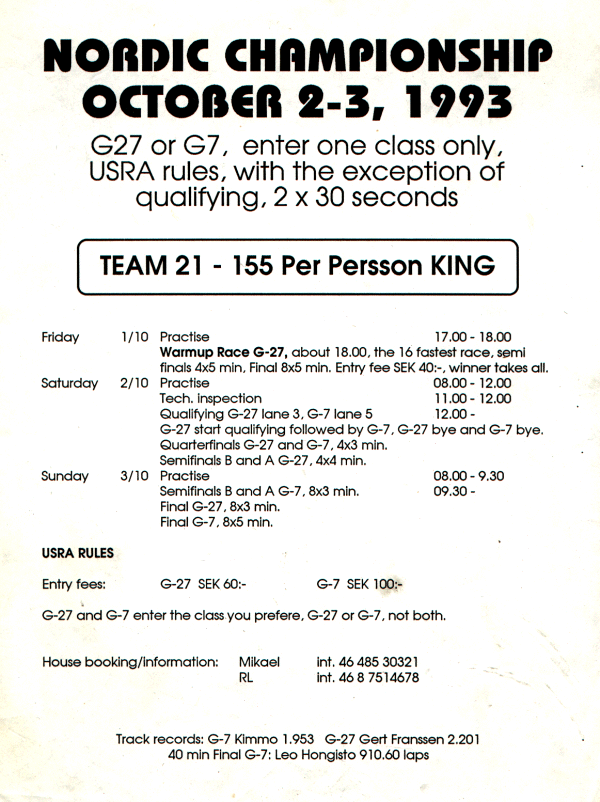 NORDIC CHAMPIONSHIP
OCTOBER 2-3, 1993
G27 or G7, enter one class only,
USRA rules, with the exception of
qualifying, 2 x 30 seconds
TEAM 21 - 155 Per Persson KING
Friday 1/10 Practise 17.00 - 18.00
Warmup Race G-27, about 18.00, the 16 fastest race, semi
finals 4x5 min, Final 8x5 min. Entry fee SEK 40:-, winner takes all.
Saturday 2/10 Practise 08.00 - 12.00
Tech. inspection 11.00 - 12.00
Qualifying G-27 lane 3, G-7 lane 5 12.00 -
G-27 start qualifying followed by G-7, G-27 bye and G-7 bye.
Quarterfinals G-27 and G-7, 4x3 min.
Semifinals B and A G-27, 4x4 min.
Sunday 3/10 Practise 08.00 - 9.30
Semifinals B and A G-7, 8x3 min. 09.30 -
Final G-27, 8x3 min.
Final G-7, 8x5 min.
USRA RULES
Entry fees: G-27 SEK 60:- G-7 SEK 100:-
G-27 and G-7 enter the class you prefere, G-27 or G-7, not both.
House booking/information: Mikael int. 46 485 30321
RL int. 46 8 7514678
Track records: G-7 Kimmo 1.953 G-27 Gert Franssen 2.201
40 min Final G-7: Leo Hongisto 910.60 laps